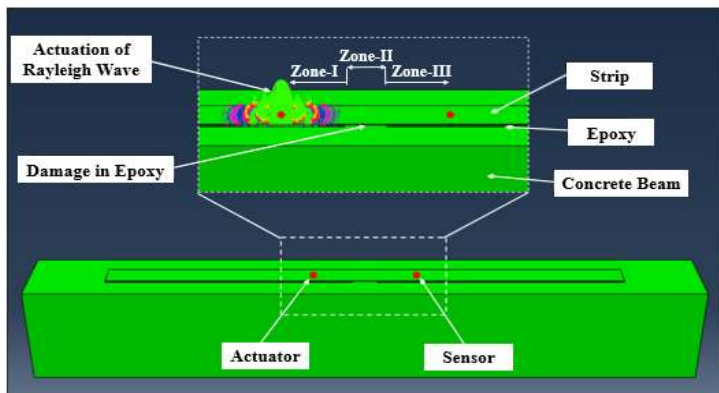 Actuation of
Rayleigh Wave
Zone-II
Zone-I
Zone-III
Strip
Epoxy
Damage in Epoxy
Concrete Beam
Actuator
Sensor